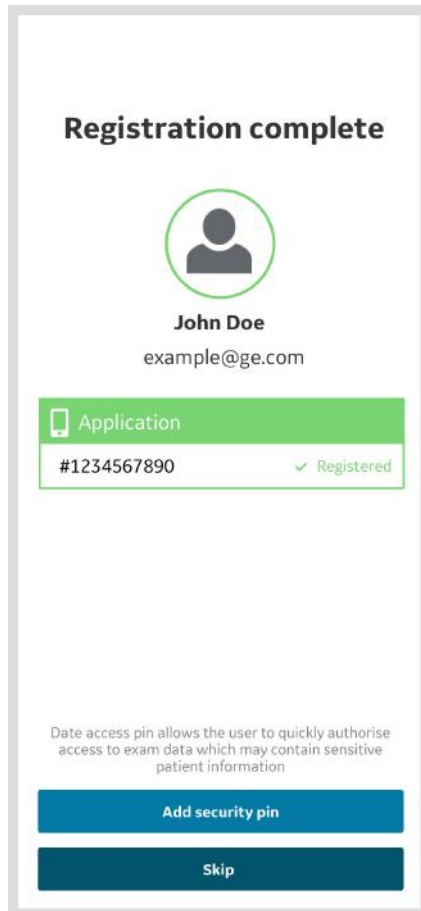 Registration complete
John Doe
example@ge.com
Application
#1234567890 ✓ Registered
Date access pin allows the user to quickly authorise
access to exam data which may contain sensitive
patient information
Add security pin
Skip